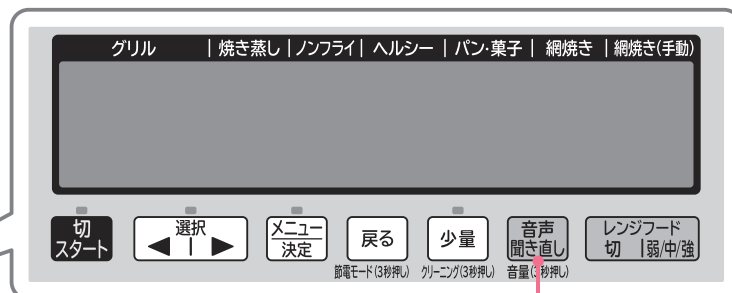 グリル | 焼き蒸し | ノンフライ | ヘルシー | パン・菓子 | 網焼き | 網焼き(手動)
切
スタート
選択
◀ | ▶
メニュー
決定
戻る
少量
音声
聞き直し
レンジフード
切 | 弱/中/強
節電モード(3秒押し)
クリーニング(3秒押し)
音量(3秒押し)